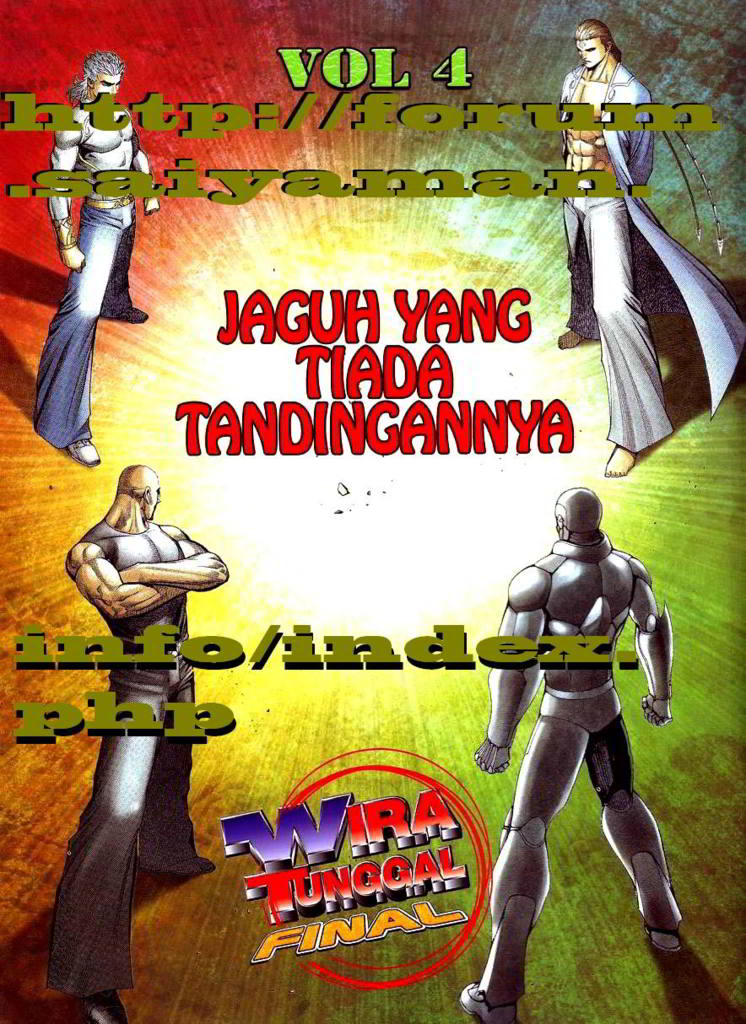 VOL 4
http://forum
.saiyaman.
JAGUH YANG
TIADA
TANDINGANNYA
info/index.
php
WIRA
TUNGGAL
FINAL